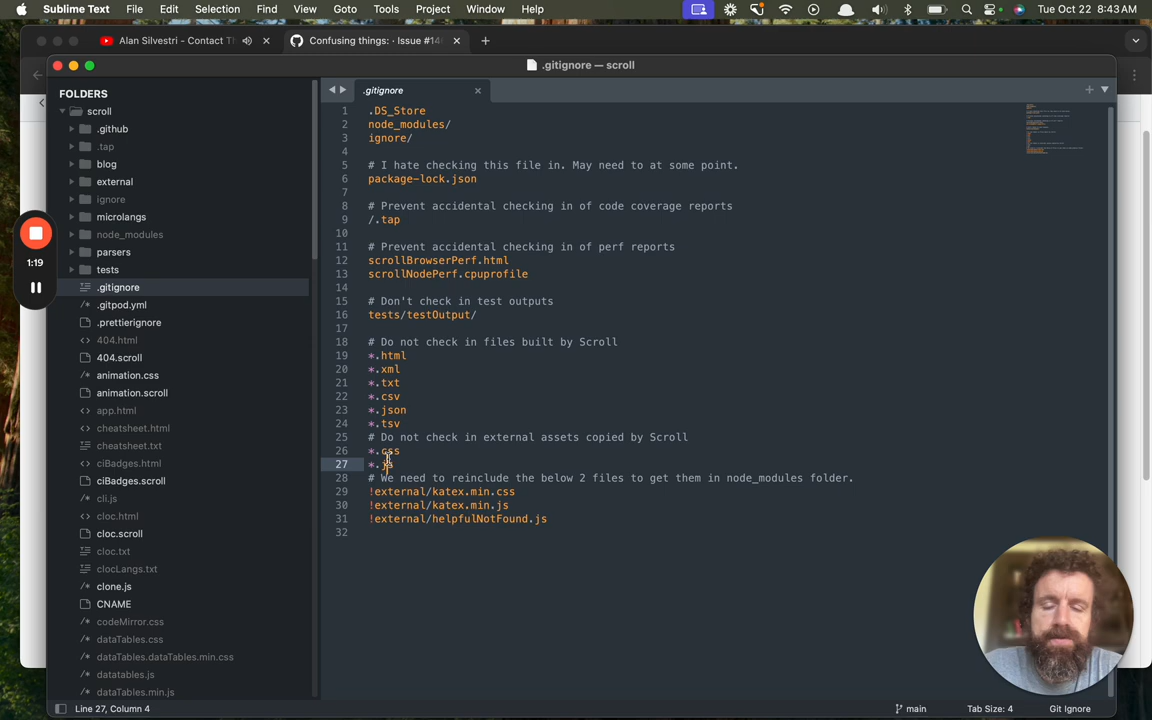 Sublime Text File Edit Selection Find View Goto Tools Project Window Help Tue Oct 22 8:43 AM
Alan Silvestri - Contact Th
Confusing things: · Issue #14
.gitignore — scroll
FOLDERS
scroll
.github
.tap
blog
external
ignore
microlangs
node_modules
parsers
tests
.gitignore
.gitpod.yml
.prettierignore
404.html
404.scroll
animation.css
animation.scroll
app.html
cheatsheet.html
cheatsheet.txt
ciBadges.html
ciBadges.scroll
cli.js
cloc.html
cloc.scroll
cloc.txt
clocLangs.txt
clone.js
CNAME
codeMirror.css
dataTables.css
dataTables.dataTables.min.css
datatables.js
dataTables.min.js
1:19
.gitignore
1 .DS_Store
2 node_modules/
3 ignore/
4
5 # I hate checking this file in. May need to at some point.
6 package-lock.json
7
8 # Prevent accidental checking in of code coverage reports
9 /.tap
10
11 # Prevent accidental checking in of perf reports
12 scrollBrowserPerf.html
13 scrollNodePerf.cpuprofile
14
15 # Don't check in test outputs
16 tests/testOutput/
17
18 # Do not check in files built by Scroll
19 *.html
20 *.xml
21 *.txt
22 *.csv
23 *.json
24 *.tsv
25 # Do not check in external assets copied by Scroll
26 *.css
27 *.js
28 # We need to reinclude the below 2 files to get them in node_modules folder.
29 !external/katex.min.css
30 !external/katex.min.js
31 !external/helpfulNotFound.js
32
Line 27, Column 4 main Tab Size: 4 Git Ignore